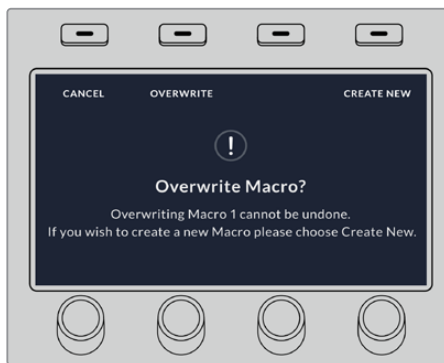 CANCEL OVERWRITE CREATE NEW
!
Overwrite Macro?
Overwriting Macro 1 cannot be undone.
If you wish to create a new Macro please choose Create New.